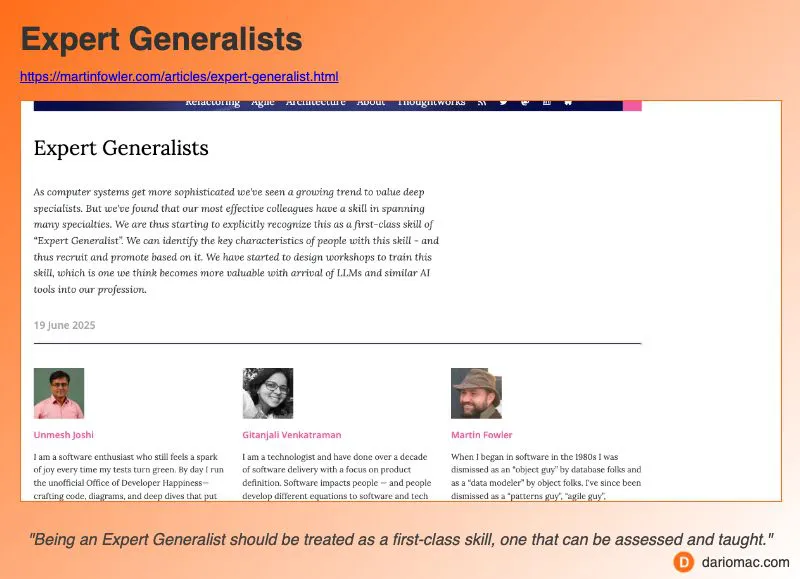 Expert Generalists
https://martinfowler.com/articles/expert-generalist.html
Refactoring Agile Architecture About Thoughtworks
Expert Generalists
As computer systems get more sophisticated we've seen a growing trend to value deep
specialists. But we've found that our most effective colleagues have a skill in spanning
many specialties. We are thus starting to explicitly recognize this as a first-class skill of
“Expert Generalist”. We can identify the key characteristics of people with this skill - and
thus recruit and promote based on it. We have started to design workshops to train this
skill, which is one we think becomes more valuable with arrival of LLMs and similar AI
tools into our profession.
19 June 2025
Unmesh Joshi
I am a software enthusiast who still feels a spark
of joy every time my tests turn green. By day I run
the unofficial Office of Developer Happiness—
crafting code, diagrams, and deep dives that put
Gitanjali Venkatraman
I am a technologist and have done over a decade
of software delivery with a focus on product
definition. Software impacts people — and people
develop different equations to software and tech
Martin Fowler
When I began in software in the 1980s I was
dismissed as an “object guy” by database folks and
as a “data modeler” by object folks. I've since been
dismissed as a “patterns guy”, “agile guy”,
"Being an Expert Generalist should be treated as a first-class skill, one that can be assessed and taught."
D dariomac.com